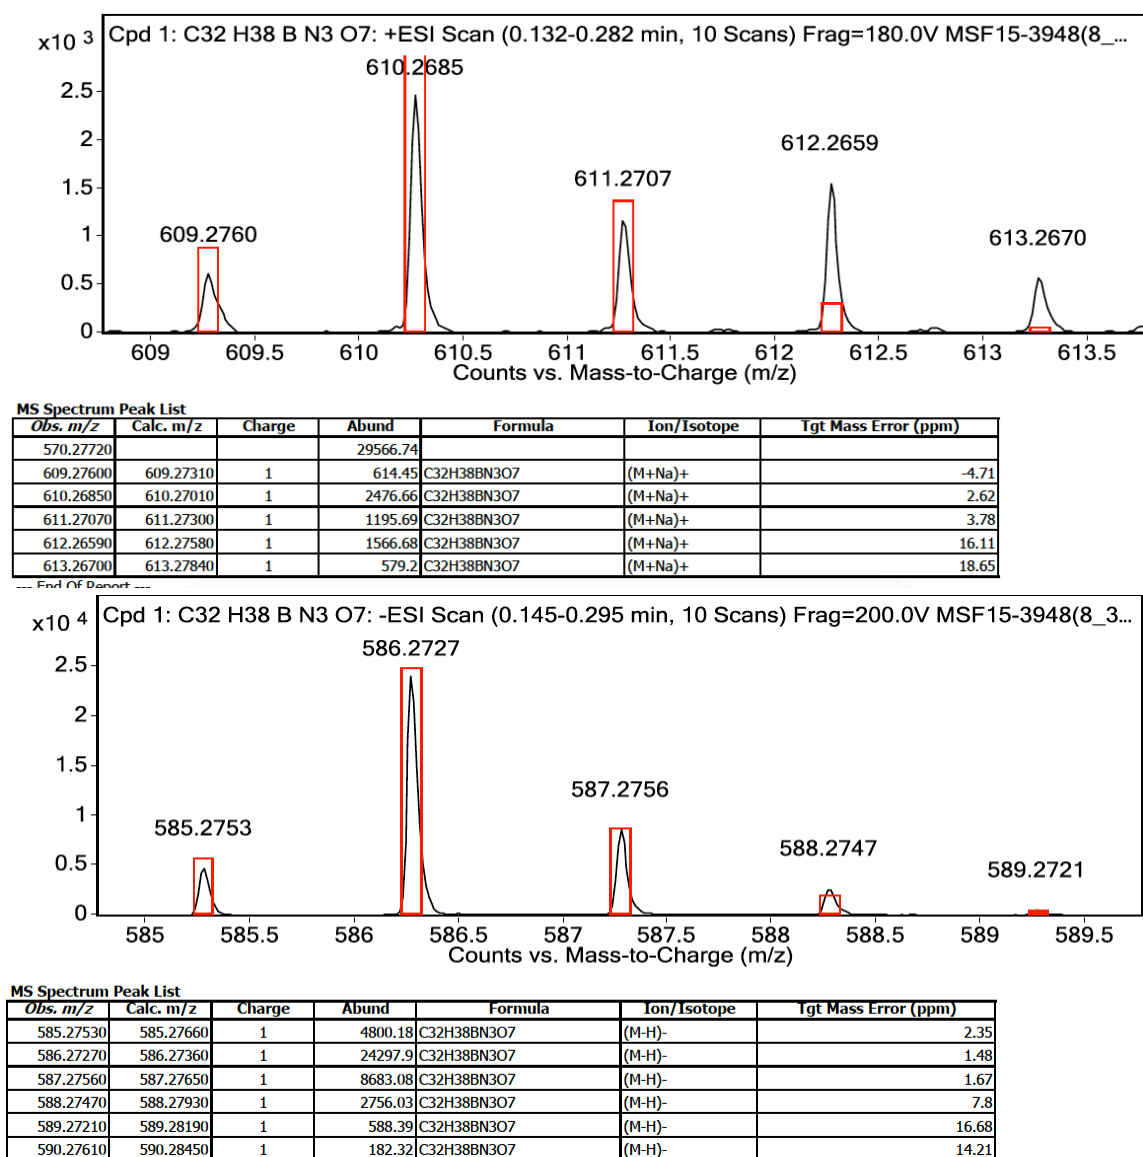 Cpd 1: C32 H38 B N3 O7: +ESI Scan (0.132-0.282 min, 10 Scans) Frag=180.0V MSF15-3948(8_...
x10 3
610.2685
2.5
2
612.2659
1.5
611.2707
1
609.2760
613.2670
0.5
0
609 609.5 610 610.5 611 611.5 612 612.5 613 613.5
Counts vs. Mass-to-Charge (m/z)
MS Spectrum Peak List
Obs. m/z Calc. m/z Charge Abund Formula Ion/Isotope Tgt Mass Error (ppm)
570.27720 29566.74
609.27600 609.27310 1 614.45 C32H38BN3O7 (M+Na)+ -4.71
610.26850 610.27010 1 2476.66 C32H38BN3O7 (M+Na)+ 2.62
611.27070 611.27300 1 1195.69 C32H38BN3O7 (M+Na)+ 3.78
612.26590 612.27580 1 1566.68 C32H38BN3O7 (M+Na)+ 16.11
613.26700 613.27840 1 579.2 C32H38BN3O7 (M+Na)+ 18.65
--- End Of Report ---
Cpd 1: C32 H38 B N3 O7: -ESI Scan (0.145-0.295 min, 10 Scans) Frag=200.0V MSF15-3948(8_3...
x10 4
586.2727
2.5
2
587.2756
1.5
1
585.2753
588.2747
589.2721
0.5
0
585 585.5 586 586.5 587 587.5 588 588.5 589 589.5
Counts vs. Mass-to-Charge (m/z)
MS Spectrum Peak List
Obs. m/z Calc. m/z Charge Abund Formula Ion/Isotope Tgt Mass Error (ppm)
585.27530 585.27660 1 4800.18 C32H38BN3O7 (M-H)- 2.35
586.27270 586.27360 1 24297.9 C32H38BN3O7 (M-H)- 1.48
587.27560 587.27650 1 8683.08 C32H38BN3O7 (M-H)- 1.67
588.27470 588.27930 1 2756.03 C32H38BN3O7 (M-H)- 7.8
589.27210 589.28190 1 588.39 C32H38BN3O7 (M-H)- 16.68
590.27610 590.28450 1 182.32 C32H38BN3O7 (M-H)- 14.21